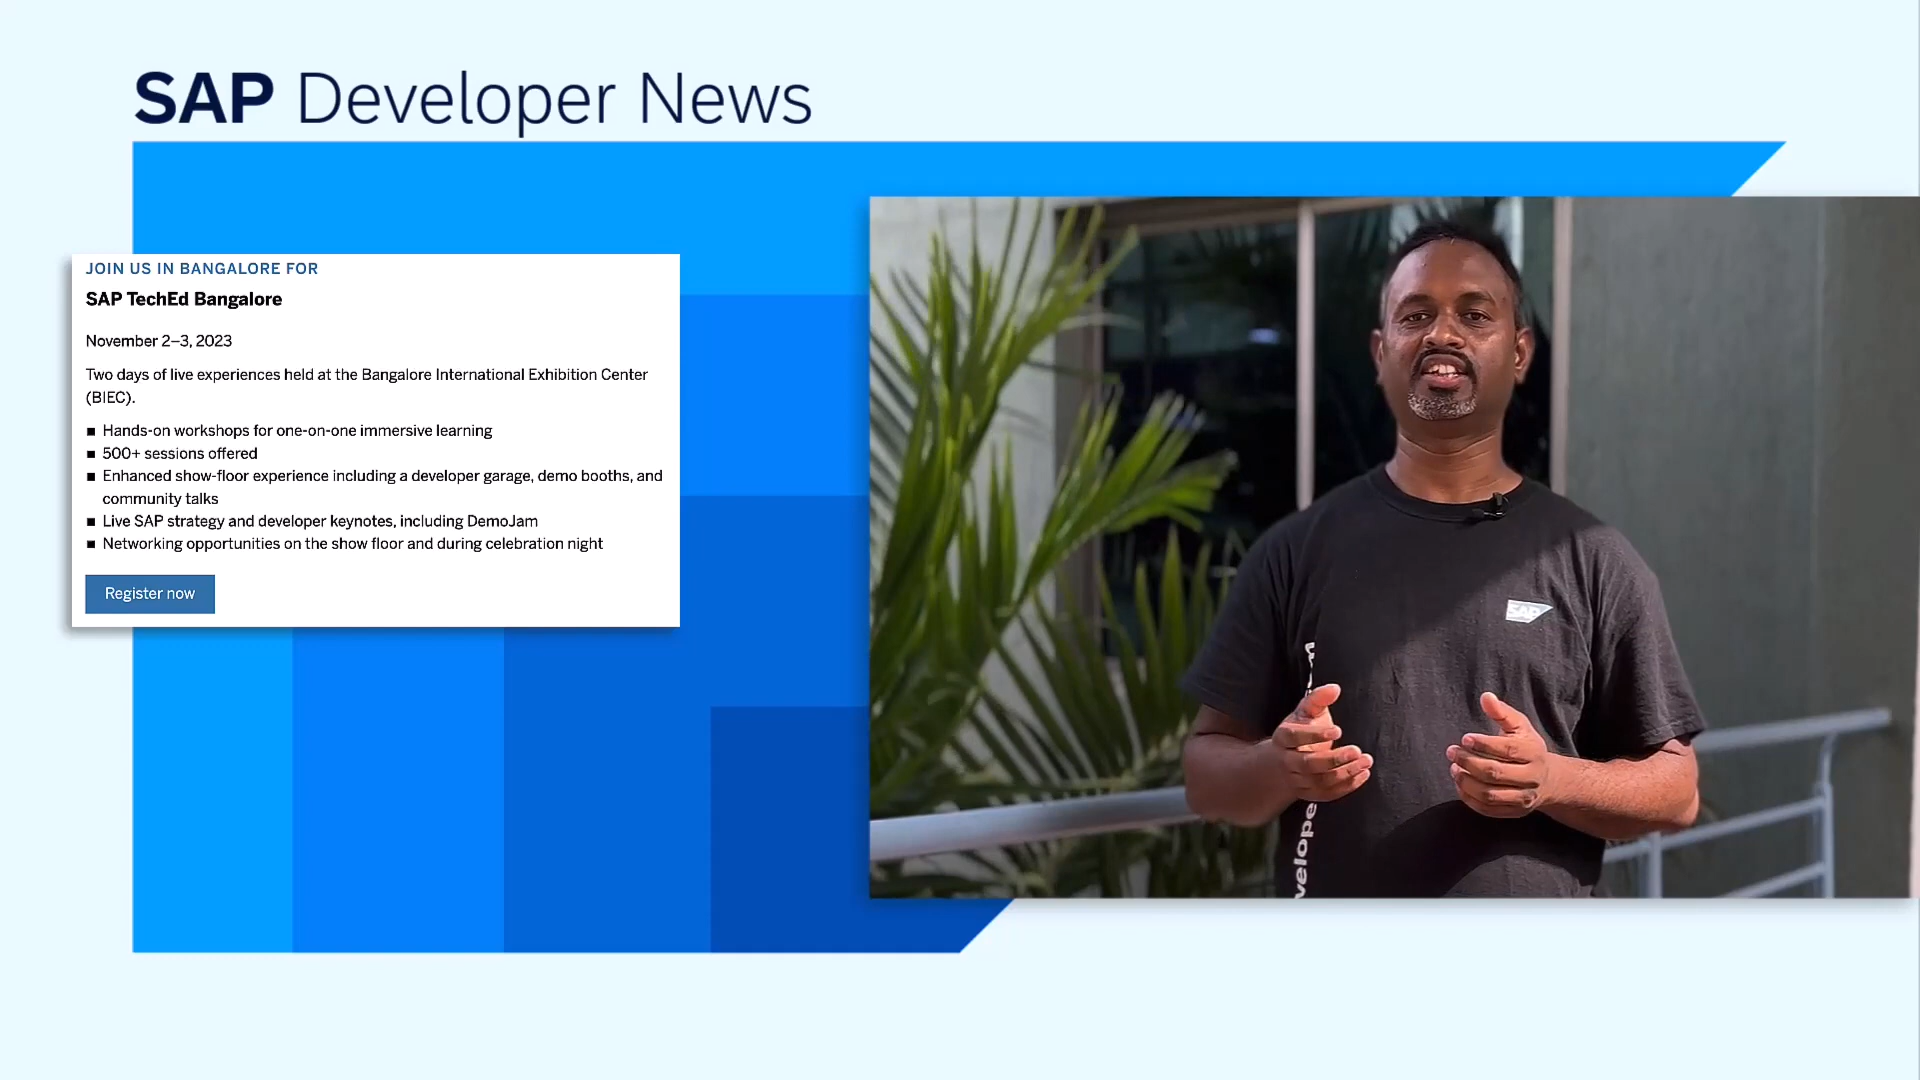 SAP Developer News
JOIN US IN BANGALORE FOR
SAP TechEd Bangalore
November 2–3, 2023
Two days of live experiences held at the Bangalore International Exhibition Center
(BIEC).
■ Hands-on workshops for one-on-one immersive learning
■ 500+ sessions offered
■ Enhanced show-floor experience including a developer garage, demo booths, and
community talks
■ Live SAP strategy and developer keynotes, including DemoJam
■ Networking opportunities on the show floor and during celebration night
Register now
SAP